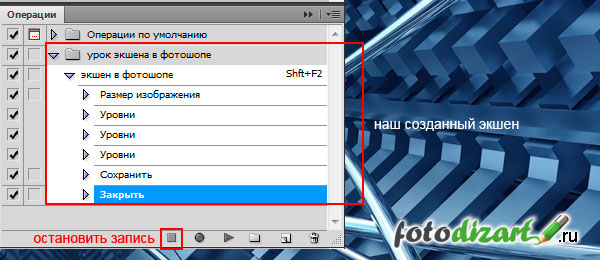 Операции
Операции по умолчанию
урок экшена в фотошопе
экшен в фотошопе Shft+F2
Размер изображения
Уровни
Уровни
Уровни
Сохранить
Закрыть
наш созданный экшен
остановить запись
fotodizart.ru